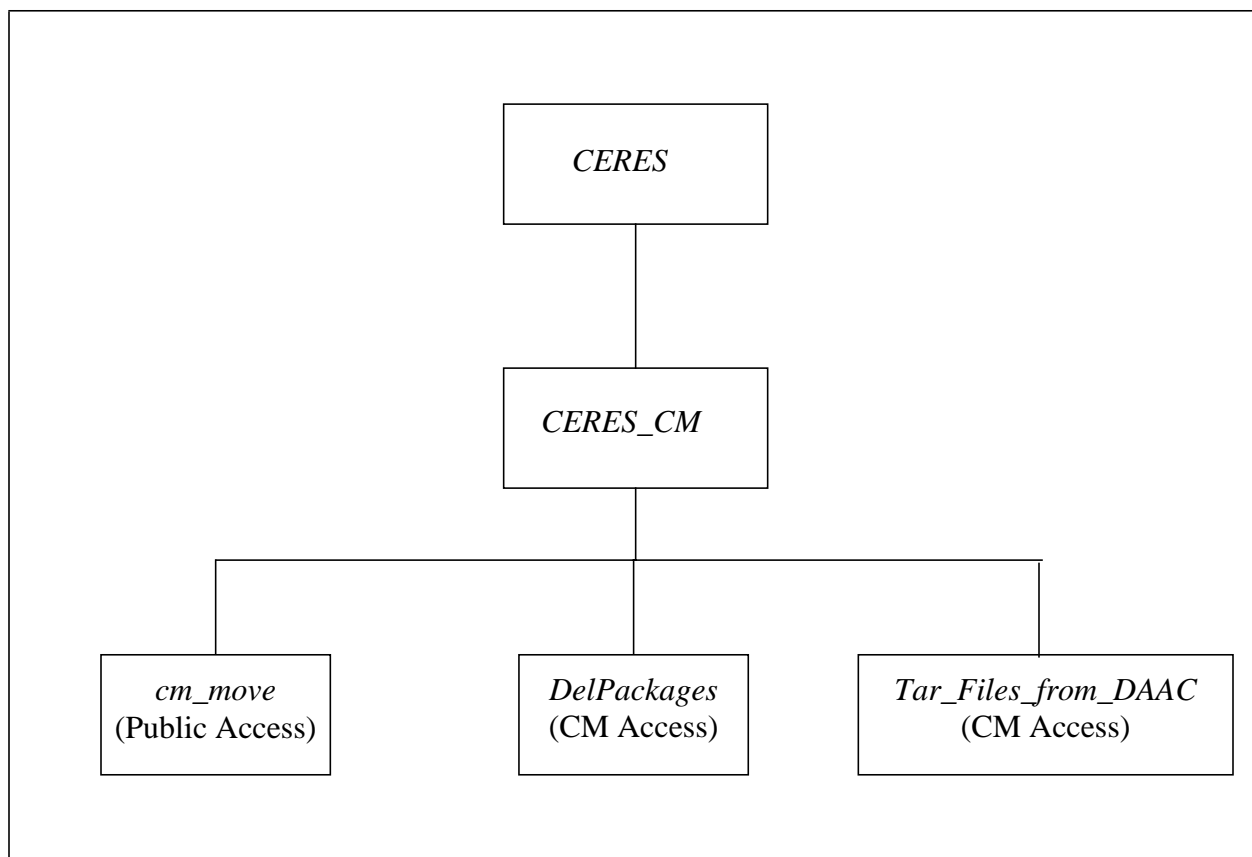 CERES
CERES_CM
cm_move
(Public Access)
DelPackages
(CM Access)
Tar_Files_from_DAAC
(CM Access)